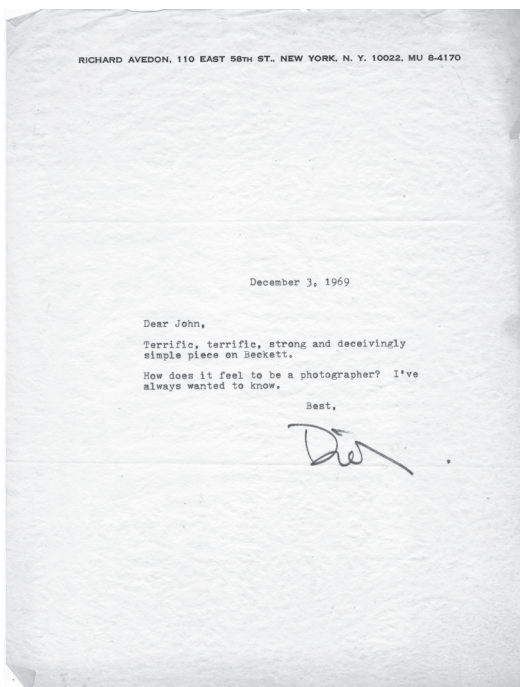 RICHARD AVEDON, 110 EAST 58TH ST., NEW YORK, N. Y. 10022, MU 8-4170
December 3, 1969
Dear John,
Terrific, terrific, strong and deceivingly
simple piece on Beckett.
How does it feel to be a photographer?  I've
always wanted to know.
Best,
Dick